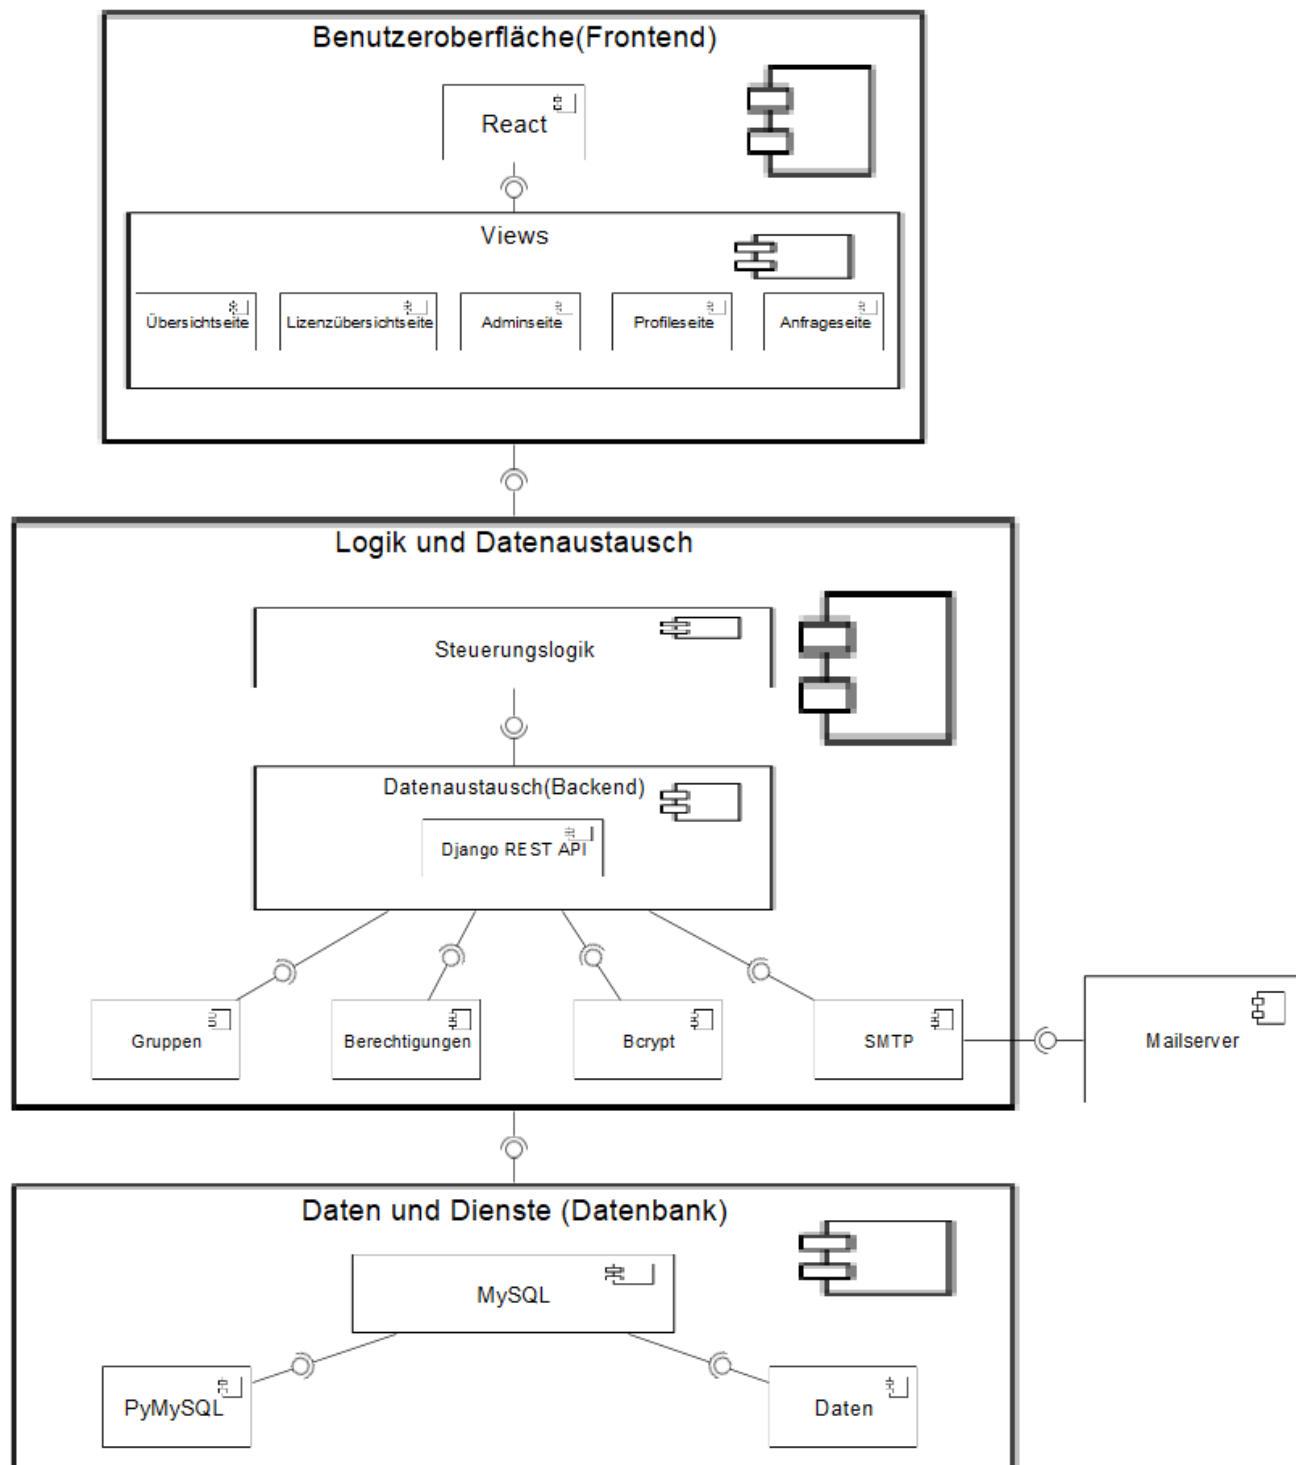 Benutzeroberfläche(Frontend)
React
Views
Übersichtseite
Lizenzübersichtseite
Adminseite
Profileseite
Anfrageseite
Logik und Datenaustausch
Steuerungslogik
Datenaustausch(Backend)
Django REST API
Gruppen
Berechtigungen
Bcrypt
SMTP
Mailserver
Daten und Dienste (Datenbank)
MySQL
PyMySQL
Daten